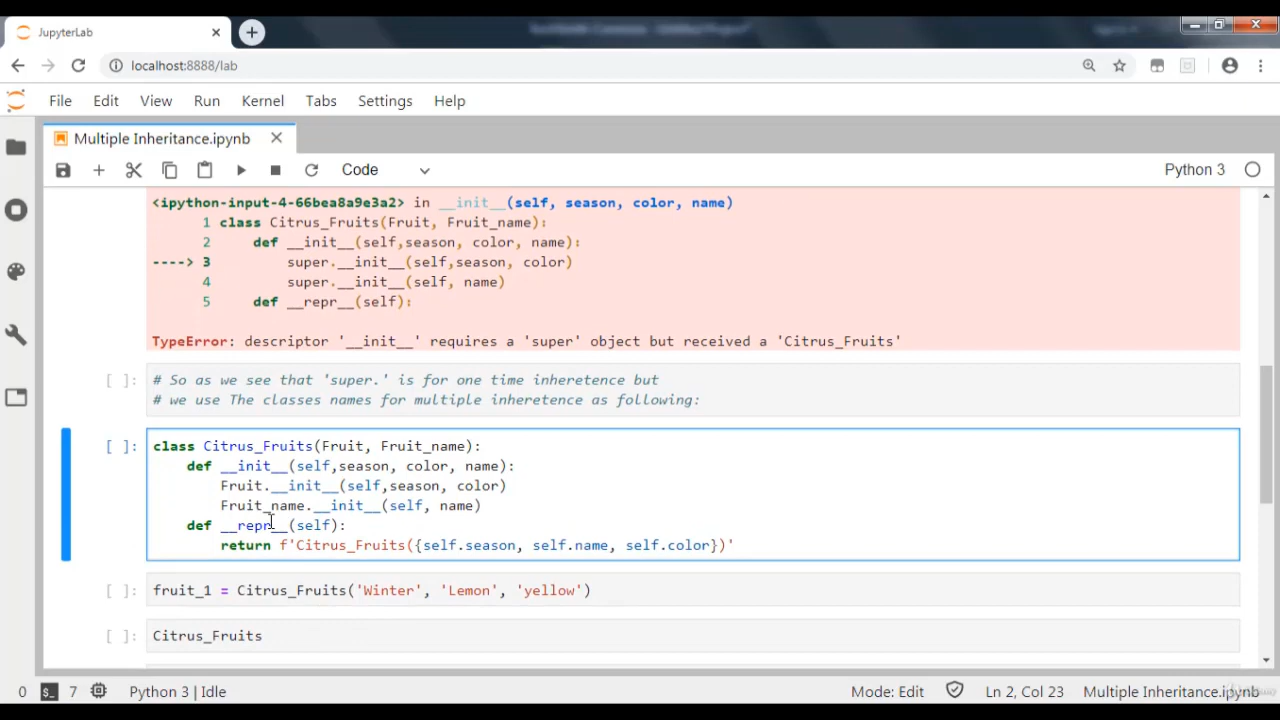 JupyterLab
localhost:8888/lab
File Edit View Run Kernel Tabs Settings Help
Multiple Inheritance.ipynb
Code Python 3
<ipython-input-4-66bea8a9e3a2> in __init__(self, season, color, name)
1 class Citrus_Fruits(Fruit, Fruit_name):
2 def __init__(self,season, color, name):
----> 3 super.__init__(self,season, color)
4 super.__init__(self, name)
5 def __repr__(self):
TypeError: descriptor '__init__' requires a 'super' object but received a 'Citrus_Fruits'
[ ]: # So as we see that 'super.' is for one time inheretence but
# we use The classes names for multiple inheretence as following:
[ ]: class Citrus_Fruits(Fruit, Fruit_name):
def __init__(self,season, color, name):
Fruit.__init__(self,season, color)
Fruit_name.__init__(self, name)
def __repr__(self):
return f'Citrus_Fruits({self.season, self.name, self.color})'
[ ]: fruit_1 = Citrus_Fruits('Winter', 'Lemon', 'yellow')
[ ]: Citrus_Fruits
0 $_ 7 Python 3 | Idle Mode: Edit Ln 2, Col 23 Multiple Inheritance.ipynb